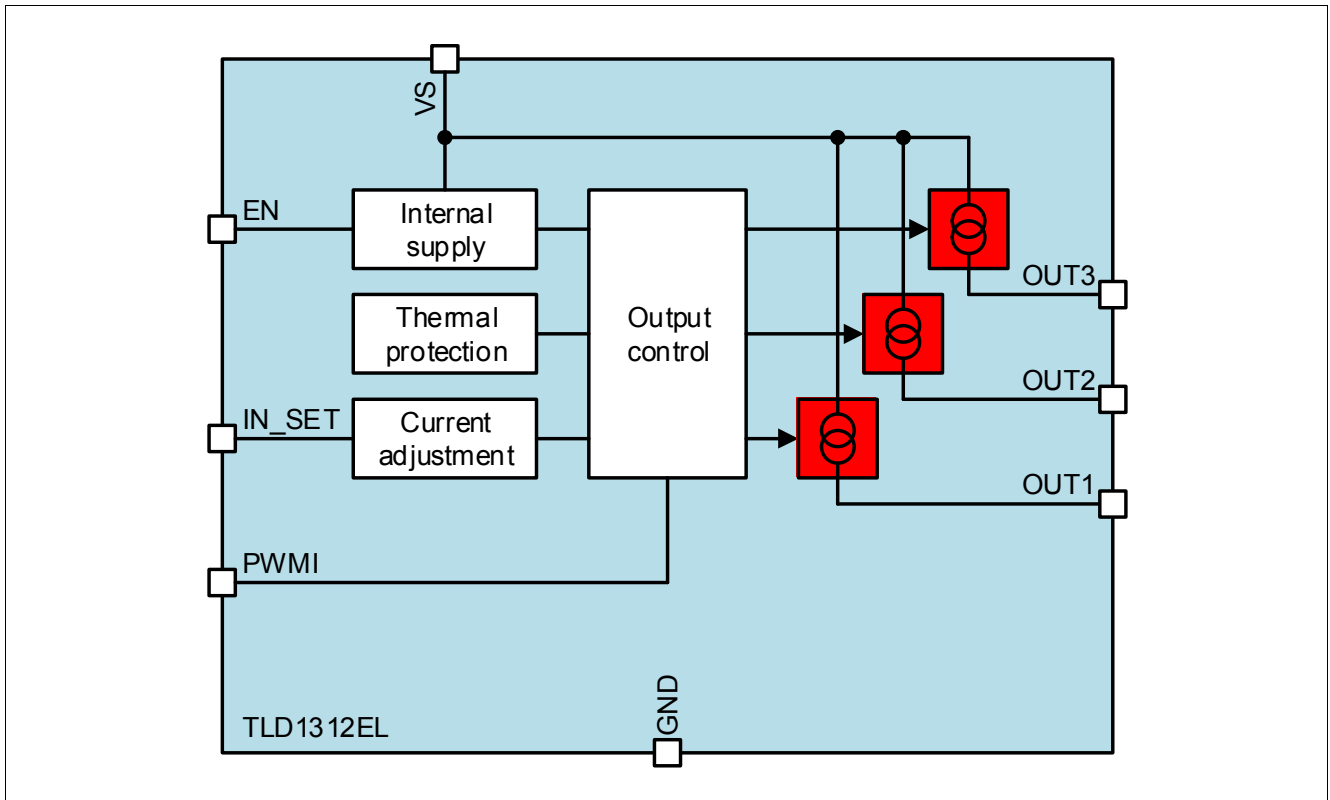 VS
EN
Internal
supply
OUT3
Thermal
protection
Output
control
OUT2
IN_SET
Current
adjustment
OUT1
PWMI
GND
TLD1312EL